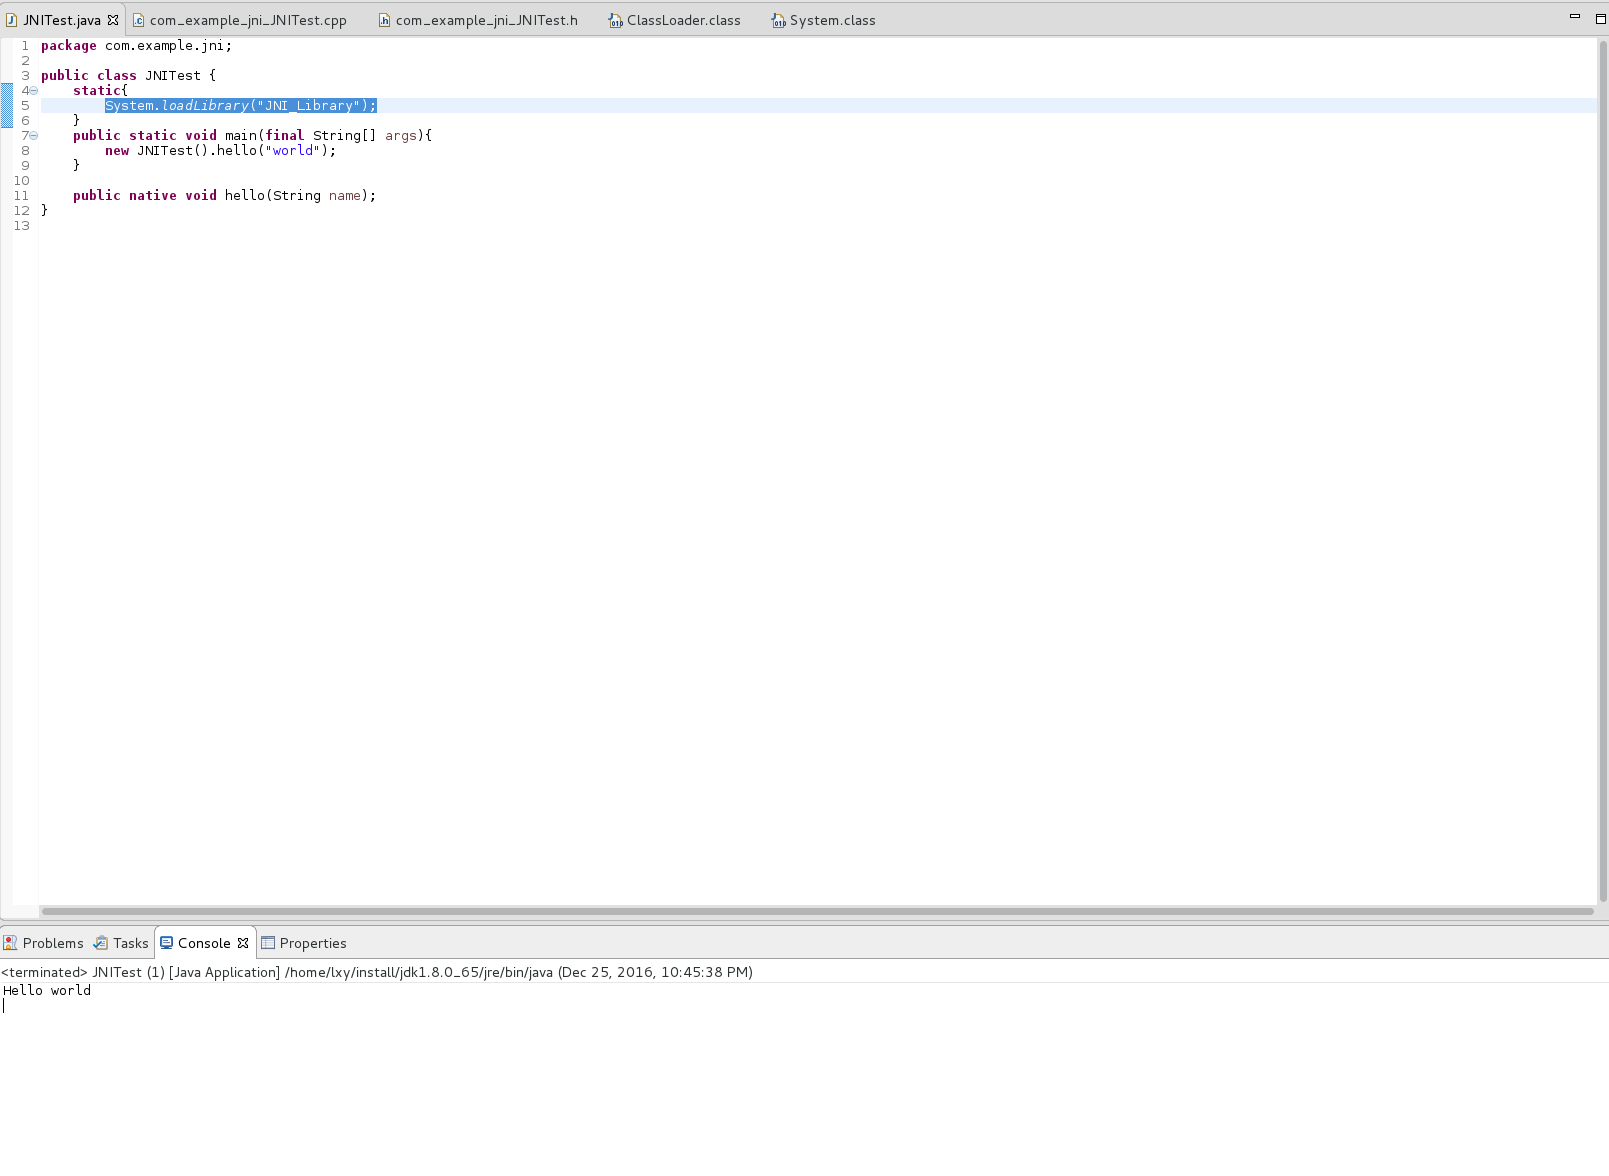 JNITest.java com_example_jni_JNITest.cpp com_example_jni_JNITest.h ClassLoader.class System.class
1 package com.example.jni;
2
3 public class JNITest {
4 static{
5 System.loadLibrary("JNI_Library");
6 }
7 public static void main(final String[] args){
8 new JNITest().hello("world");
9 }
10
11 public native void hello(String name);
12 }
13
Problems Tasks Console Properties
<terminated> JNITest (1) [Java Application] /home/lxy/install/jdk1.8.0_65/jre/bin/java (Dec 25, 2016, 10:45:38 PM)
Hello world